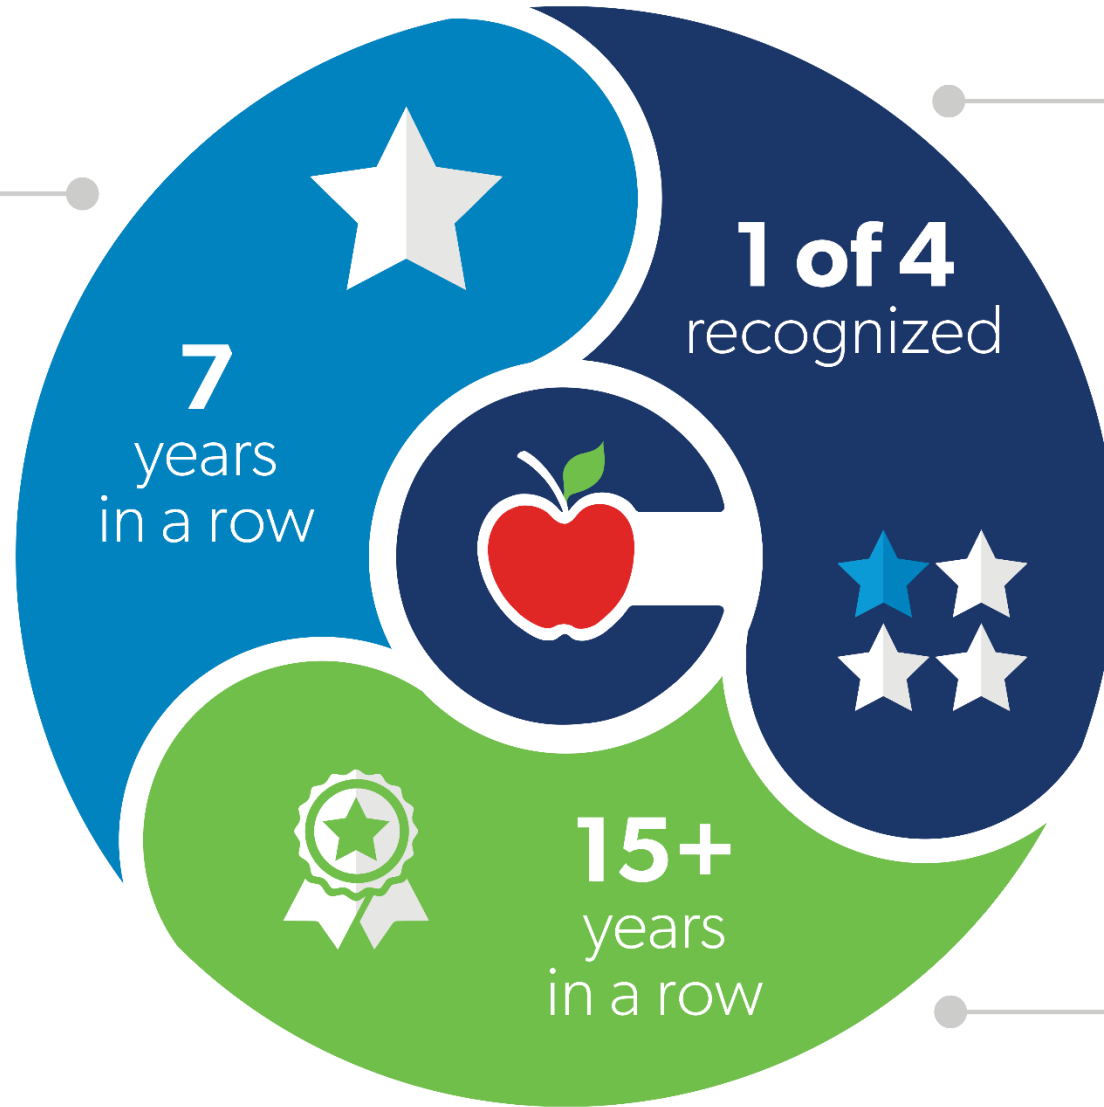 7
years
in a row
1 of 4
recognized
15+
years
in a row